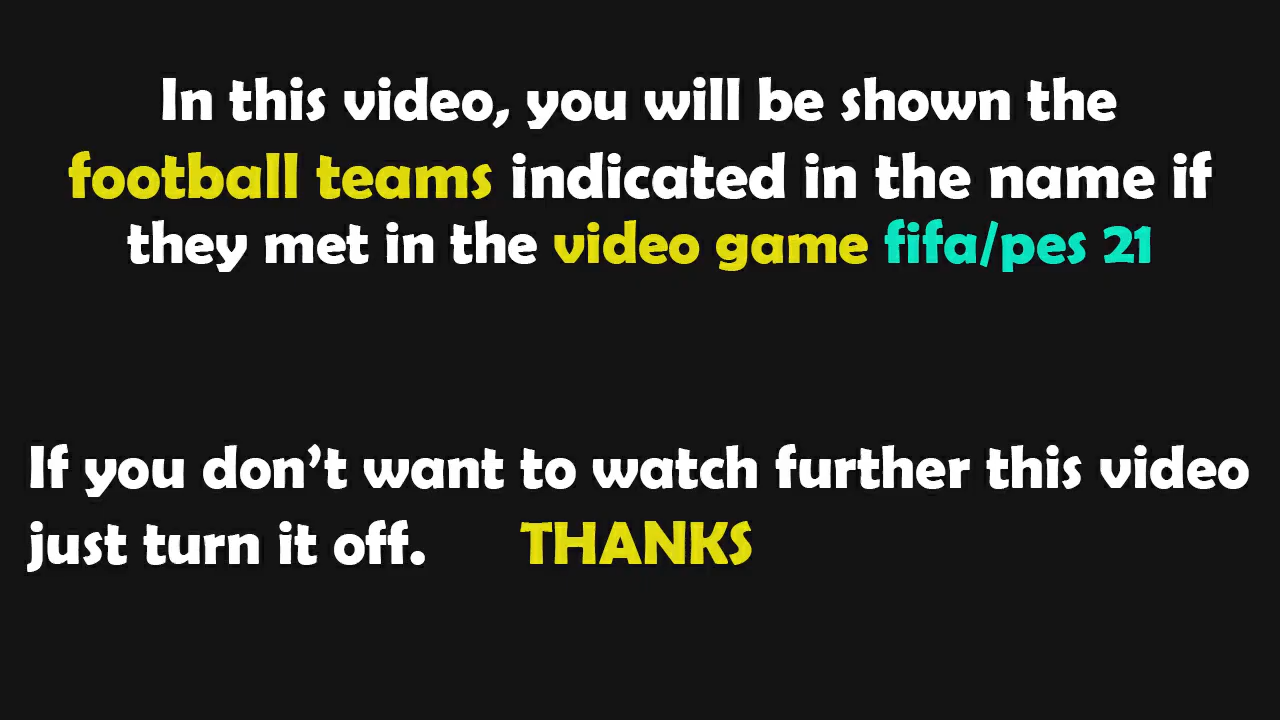 In this video, you will be shown the
football teams indicated in the name if
they met in the video game fifa/pes 21
If you don’t want to watch further this video
just turn it off. THANKS